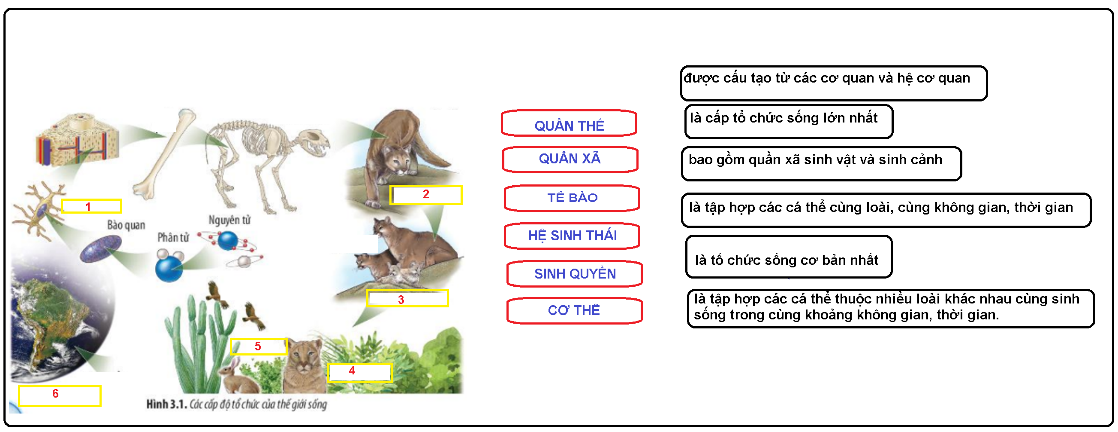 được cấu tạo từ các cơ quan và hệ cơ quan
QUẦN THỂ
là cấp tổ chức sống lớn nhất
QUẦN XÃ
bao gồm quần xã sinh vật và sinh cảnh
TẾ BÀO
là tập hợp các cá thể cùng loài, cùng không gian, thời gian
HỆ SINH THÁI
là tổ chức sống cơ bản nhất
SINH QUYỂN
CƠ THỂ
là tập hợp các cá thể thuộc nhiều loài khác nhau cùng sinh
sống trong cùng khoảng không gian, thời gian.
1
2
Bào quan
Nguyên tử
Phân tử
3
5
4
6
Hình 3.1. Các cấp độ tổ chức của thế giới sống